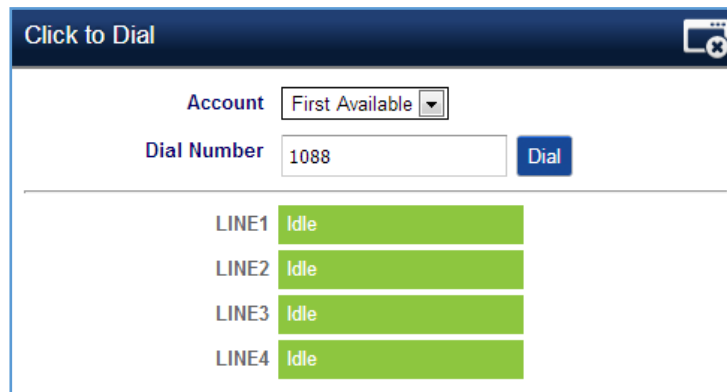 Click to Dial
Account First Available
Dial Number 1088 Dial
LINE1 Idle
LINE2 Idle
LINE3 Idle
LINE4 Idle